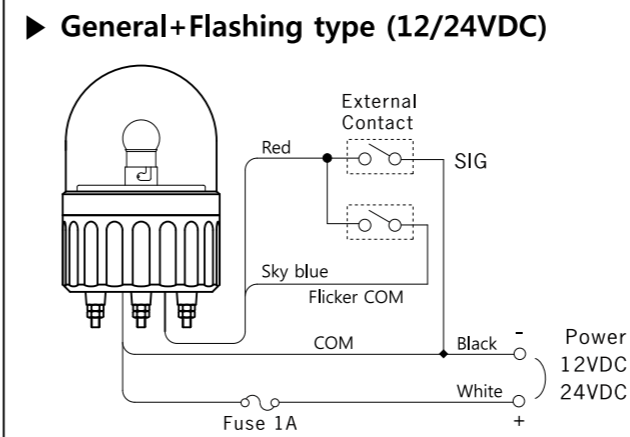 ▶ General+Flashing type (12/24VDC)
External
Contact
Red
SIG
Sky blue
Flicker COM
COM
Black
-
Power
12VDC
24VDC
White
+
Fuse 1A